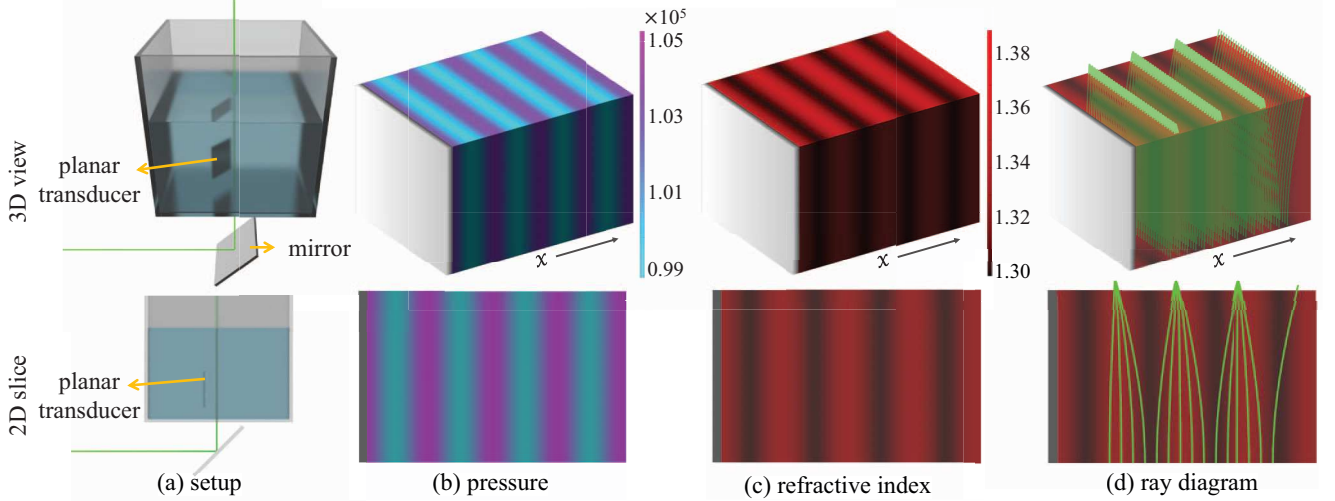 3D view
planar
transducer
mirror
×10⁵
1.05
1.03
1.01
0.99
x
1.38
1.36
1.34
1.32
1.30
x
x
2D slice
planar
transducer
(a) setup
(b) pressure
(c) refractive index
(d) ray diagram